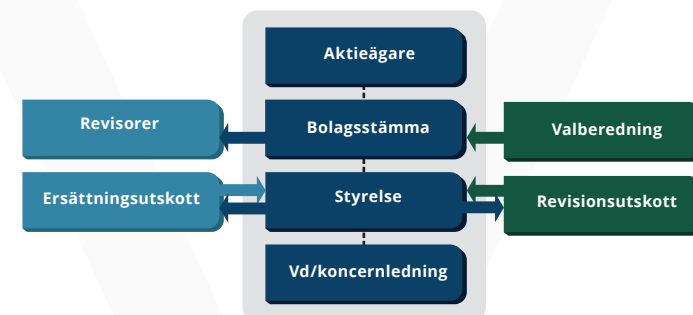 Aktieägare
Revisorer
Bolagsstämma
Valberedning
Ersättningsutskott
Styrelse
Revisionsutskott
Vd/koncernledning